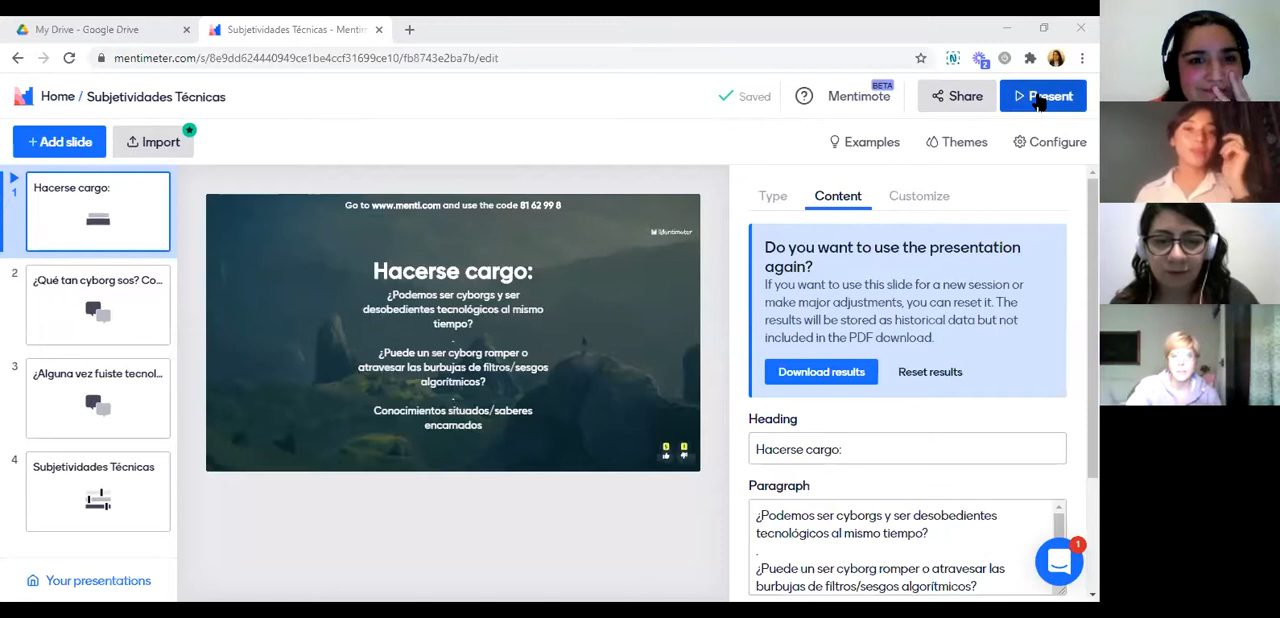 My Drive - Google Drive
Subjetividades Técnicas - Mentim
mentimeter.com/s/8e9dd624440949ce1be4ccf31699ce10/fb8743e2ba7b/edit
2
Home / Subjetividades Técnicas
Saved
?
Mentimote
BETA
Share
Present
+ Add slide
Import
Examples
Themes
Configure
1
Hacerse cargo:
2
¿Qué tan cyborg sos? Co...
3
¿Alguna vez fuiste tecnol...
4
Subjetividades Técnicas
Your presentations
Go to www.menti.com and use the code 81 62 99 8
Mentimeter
Hacerse cargo:
¿Podemos ser cyborgs y ser
desobedientes tecnológicos al mismo
tiempo?
.
¿Puede un ser cyborg romper o
atravesar las burbujas de filtros/sesgos
algorítmicos?
.
Conocimientos situados/saberes
encarnados
Type
Content
Customize
Do you want to use the presentation
again?
If you want to use this slide for a new session or
make major adjustments, you can reset it. The
results will be stored as historical data but not
included in the PDF download.
Download results
Reset results
Heading
Hacerse cargo:
Paragraph
¿Podemos ser cyborgs y ser desobedientes
tecnológicos al mismo tiempo?
.
¿Puede un ser cyborg romper o atravesar las
burbujas de filtros/sesgos algorítmicos?
1